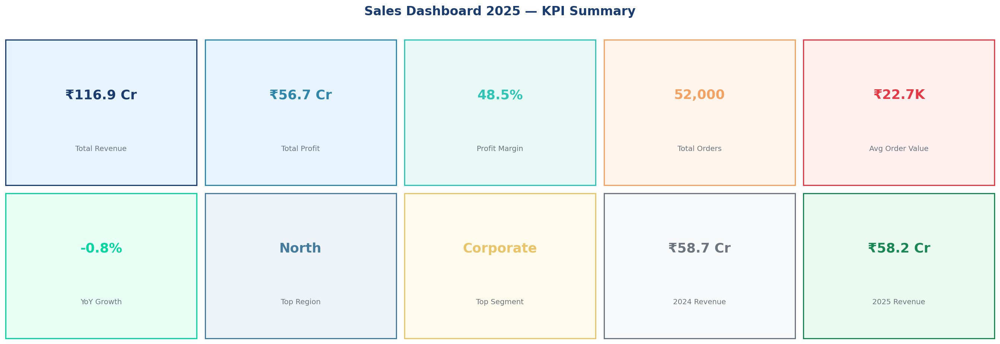 Sales Dashboard 2025 — KPI Summary
₹116.9 Cr
Total Revenue
₹56.7 Cr
Total Profit
48.5%
Profit Margin
52,000
Total Orders
₹22.7K
Avg Order Value
-0.8%
YoY Growth
North
Top Region
Corporate
Top Segment
₹58.7 Cr
2024 Revenue
₹58.2 Cr
2025 Revenue